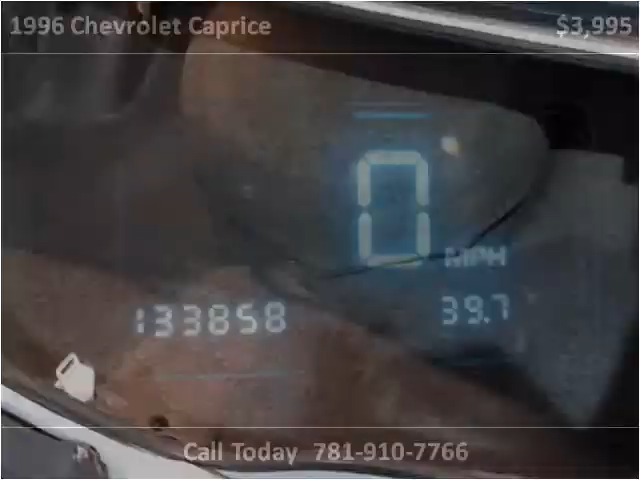 1996 Chevrolet Caprice $3,995
0
MPH
133858 39.7
Call Today 781-910-7766